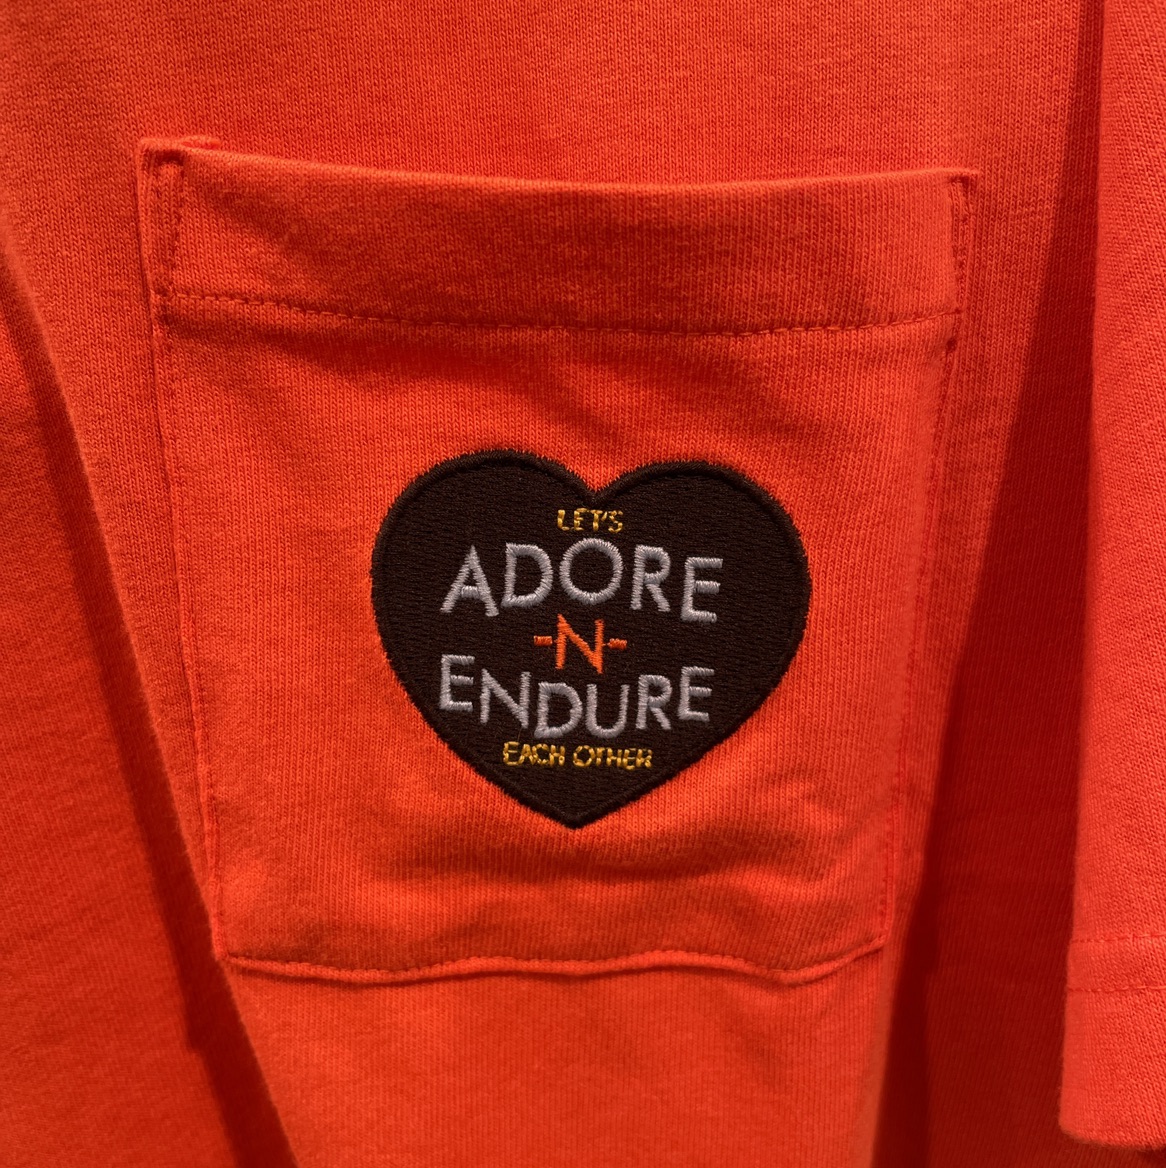 LET'S
ADORE
-N-
ENDURE
EACH OTHER